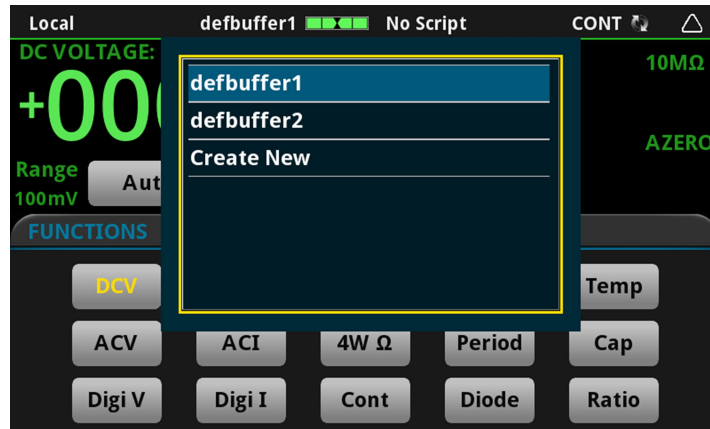 Local defbuffer1 No Script CONT
DC VOLTAGE:
10MΩ
+00
defbuffer1
defbuffer2
Create New
AZERO
Range
100mV
Aut
FUNCTIONS
DCV Temp
ACV ACI 4W Ω Period Cap
Digi V Digi I Cont Diode Ratio